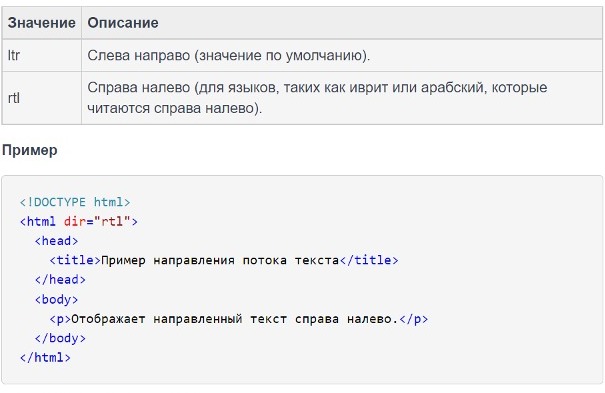 Значение Описание
ltr Слева направо (значение по умолчанию).
rtl Справа налево (для языков, таких как иврит или арабский, которые
читаются справа налево).
Пример
<!DOCTYPE html>
<html dir="rtl">
<head>
<title>Пример направления потока текста</title>
</head>
<body>
<p>Отображает направленный текст справа налево.</p>
</body>
</html>